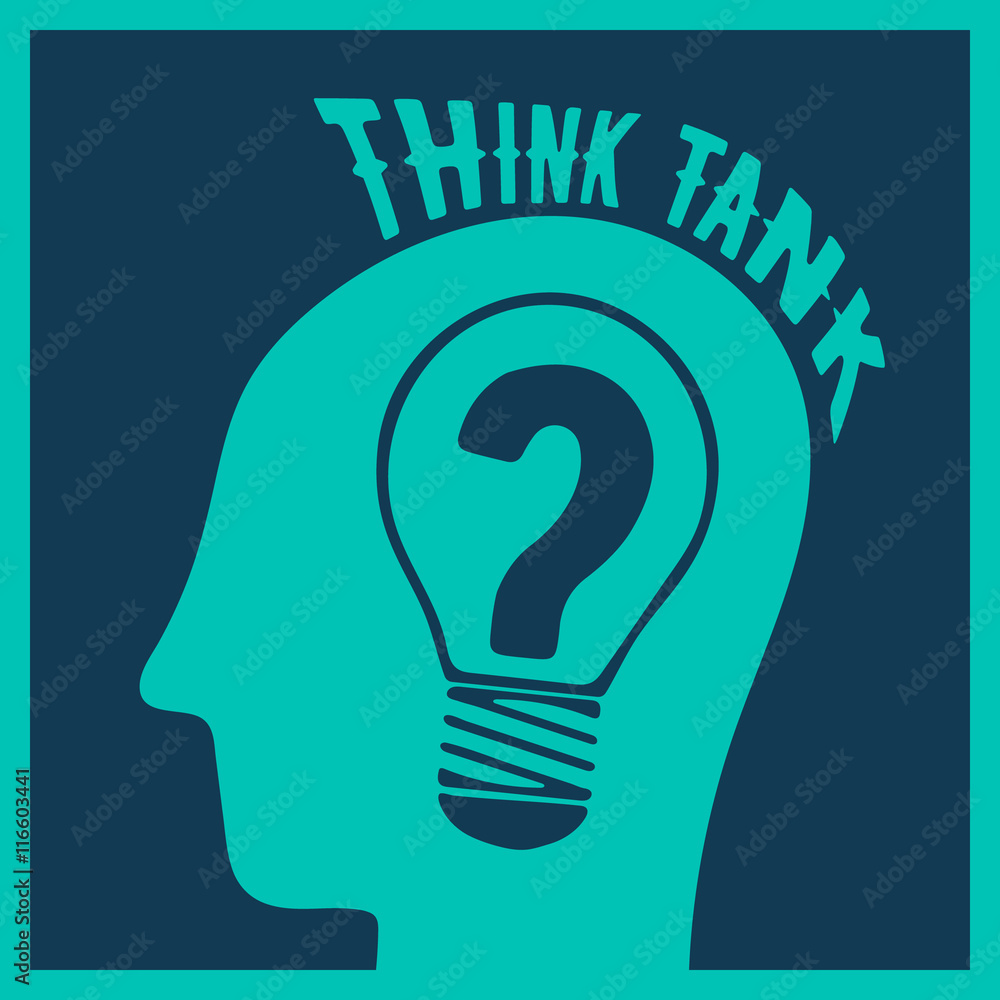 THINK TANK
?
Adobe Stock | #116603441